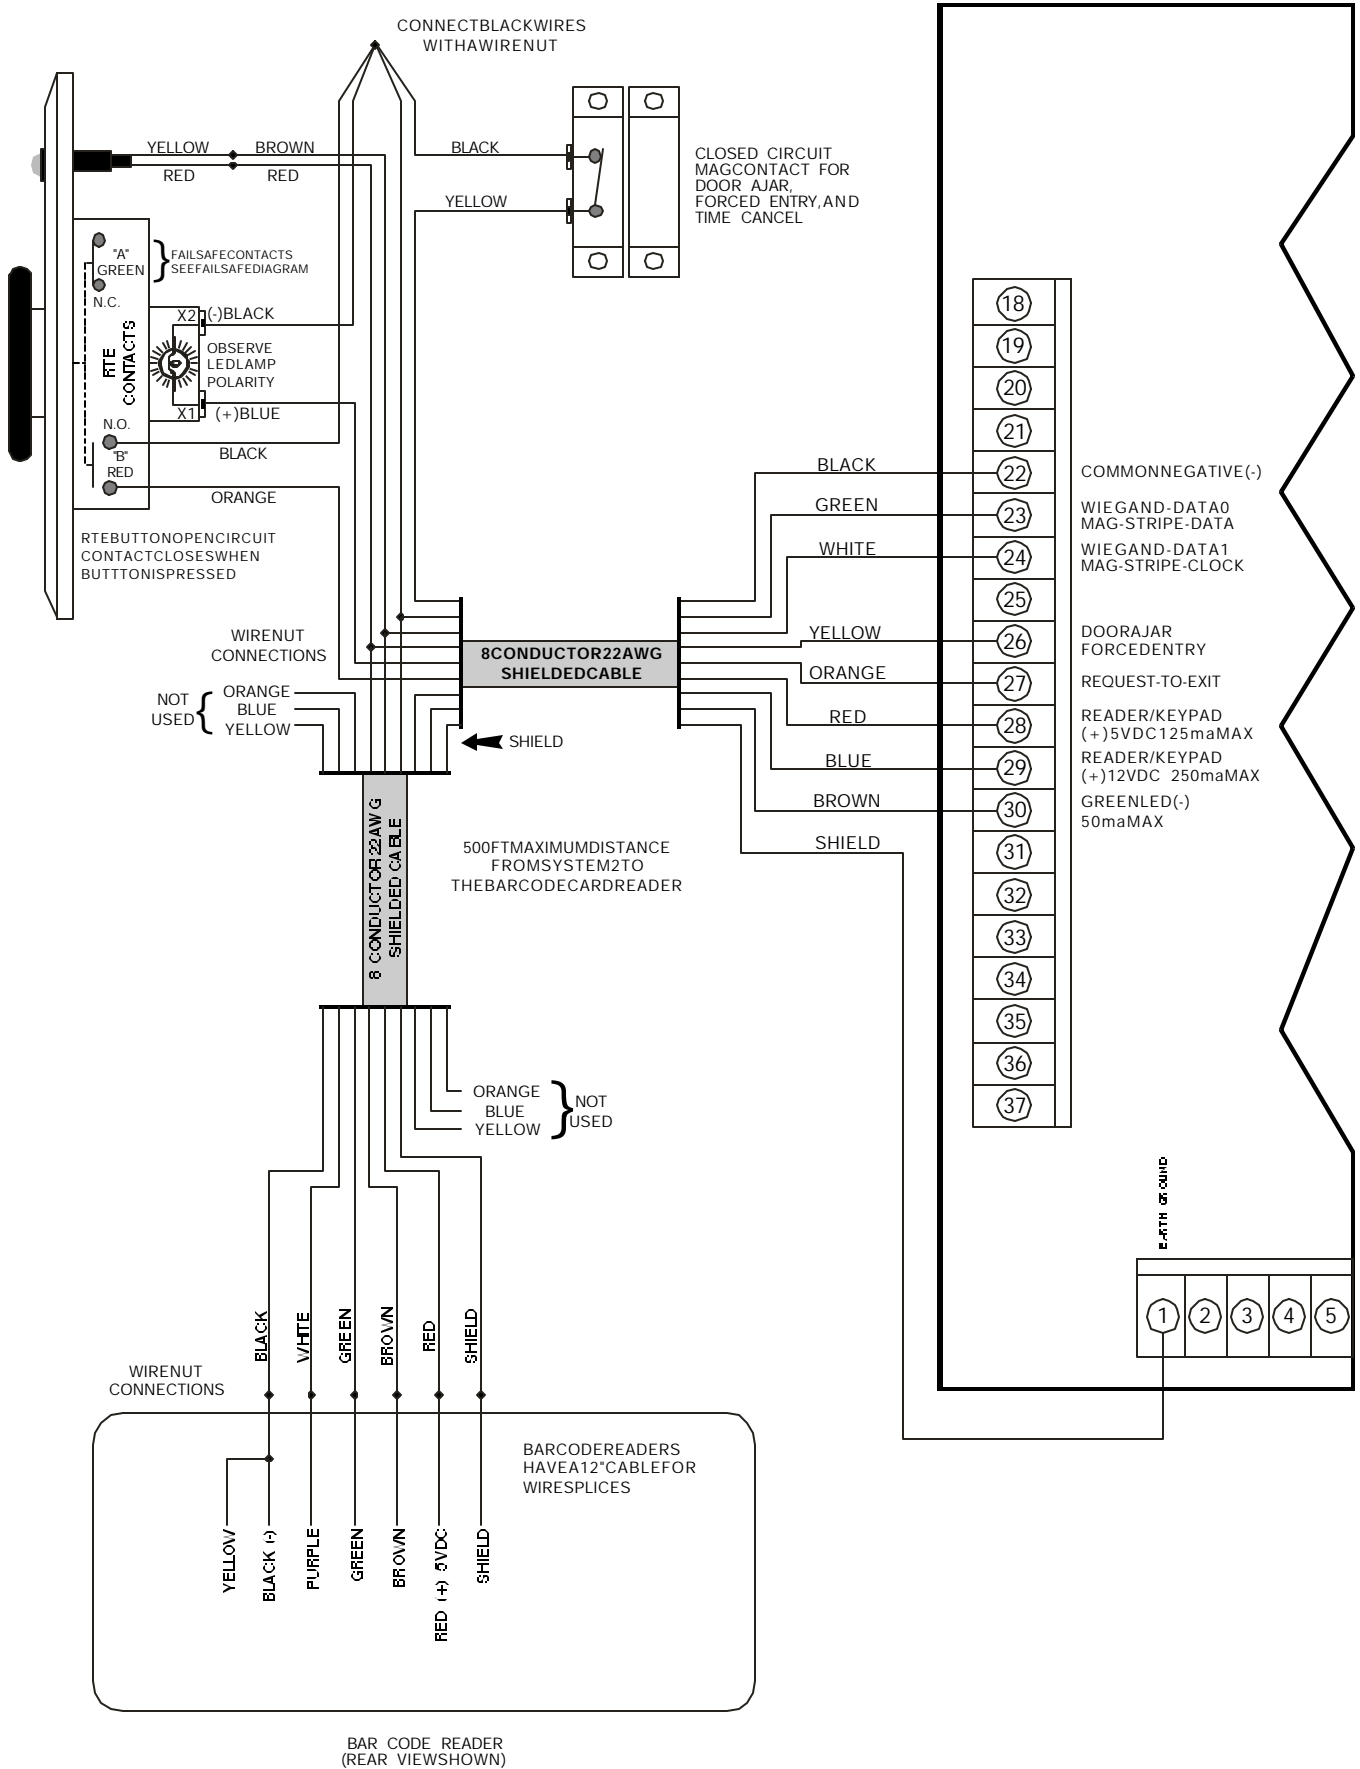 CONNECTBLACKWIRES
WITHAWIRENUT
YELLOW
BROWN
RED
RED
BLACK
YELLOW
CLOSED CIRCUIT
MAGCONTACT FOR
DOOR AJAR,
FORCED ENTRY,AND
TIME CANCEL
"A"
GREEN
N.C.
FAILSAFECONTACTS
SEEFAILSAFEDIAGRAM
RTE
CONTACTS
X2
(-)BLACK
OBSERVE
LEDLAMP
POLARITY
X1
(+)BLUE
N.O.
"B"
RED
BLACK
ORANGE
RTEBUTTONOPENCIRCUIT
CONTACTCLOSESWHEN
BUTTTONISPRESSED
WIRENUT
CONNECTIONS
NOT
USED
ORANGE
BLUE
YELLOW
8CONDUCTOR22AWG
SHIELDEDCABLE
SHIELD
8 CONDUCTOR22AWG
SHIELDED CABLE
500FTMAXIMUMDISTANCE
FROMSYSTEM2TO
THEBARCODECARDREADER
BLACK
GREEN
WHITE
YELLOW
ORANGE
RED
BLUE
BROWN
SHIELD
18
19
20
21
22
23
24
25
26
27
28
29
30
31
32
33
34
35
36
37
COMMONNEGATIVE(-)
WIEGAND-DATA0
MAG-STRIPE-DATA
WIEGAND-DATA1
MAG-STRIPE-CLOCK
DOORAJAR
FORCEDENTRY
REQUEST-TO-EXIT
READER/KEYPAD
(+)5VDC125maMAX
READER/KEYPAD
(+)12VDC 250maMAX
GREENLED(-)
50maMAX
EARTH GROUND
1
2
3
4
5
ORANGE
BLUE
YELLOW
NOT
USED
BLACK
WHITE
GREEN
BROWN
RED
SHIELD
WIRENUT
CONNECTIONS
BARCODEREADERS
HAVEA12"CABLEFOR
WIRESPLICES
YELLOW
BLACK (-)
PURPLE
GREEN
BROWN
RED (+) 5VDC
SHIELD
BAR CODE READER
(REAR VIEWSHOWN)